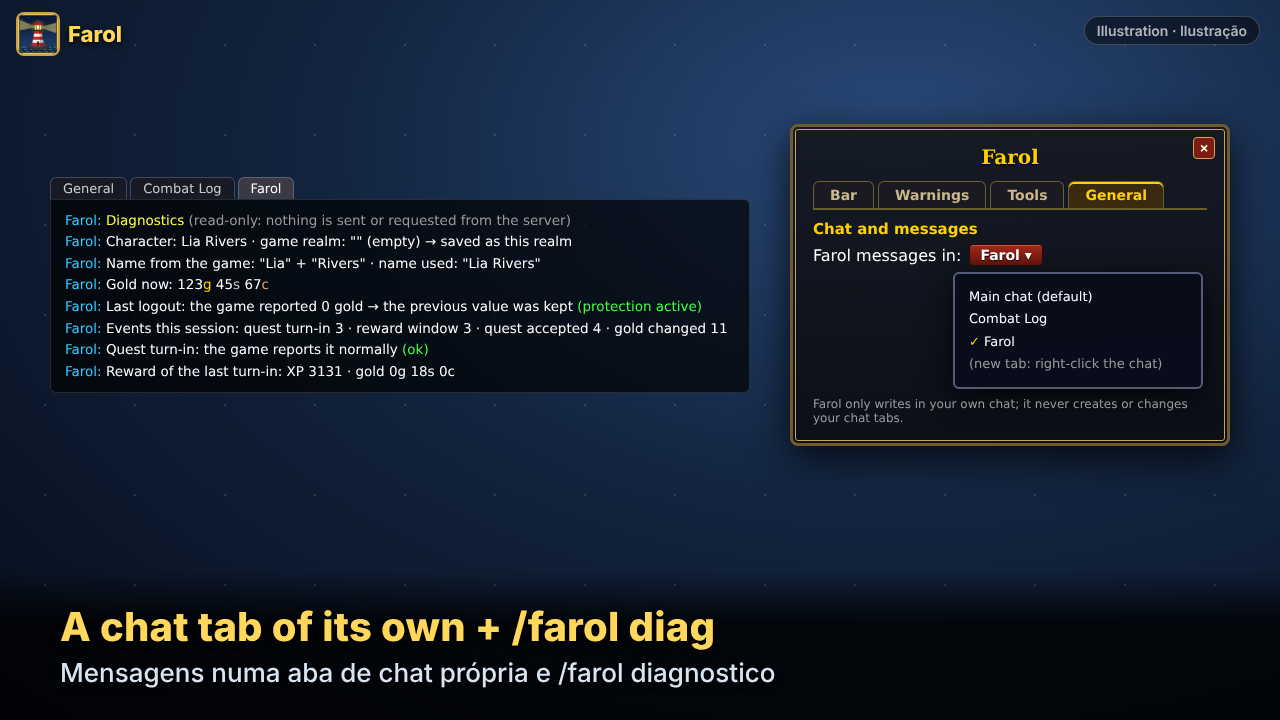 Farol
Illustration · Ilustração
General
Combat Log
Farol
Farol: Diagnostics (read-only: nothing is sent or requested from the server)
Farol: Character: Lia Rivers · game realm: "" (empty) → saved as this realm
Farol: Name from the game: "Lia" + "Rivers" · name used: "Lia Rivers"
Farol: Gold now: 123g 45s 67c
Farol: Last logout: the game reported 0 gold → the previous value was kept (protection active)
Farol: Events this session: quest turn-in 3 · reward window 3 · quest accepted 4 · gold changed 11
Farol: Quest turn-in: the game reports it normally (ok)
Farol: Reward of the last turn-in: XP 3131 · gold 0g 18s 0c
Farol
×
Bar
Warnings
Tools
General
Chat and messages
Farol messages in: Farol ▾
Main chat (default)
Combat Log
✓ Farol
(new tab: right-click the chat)
Farol only writes in your own chat; it never creates or changes
your chat tabs.
A chat tab of its own + /farol diag
Mensagens numa aba de chat própria e /farol diagnostico